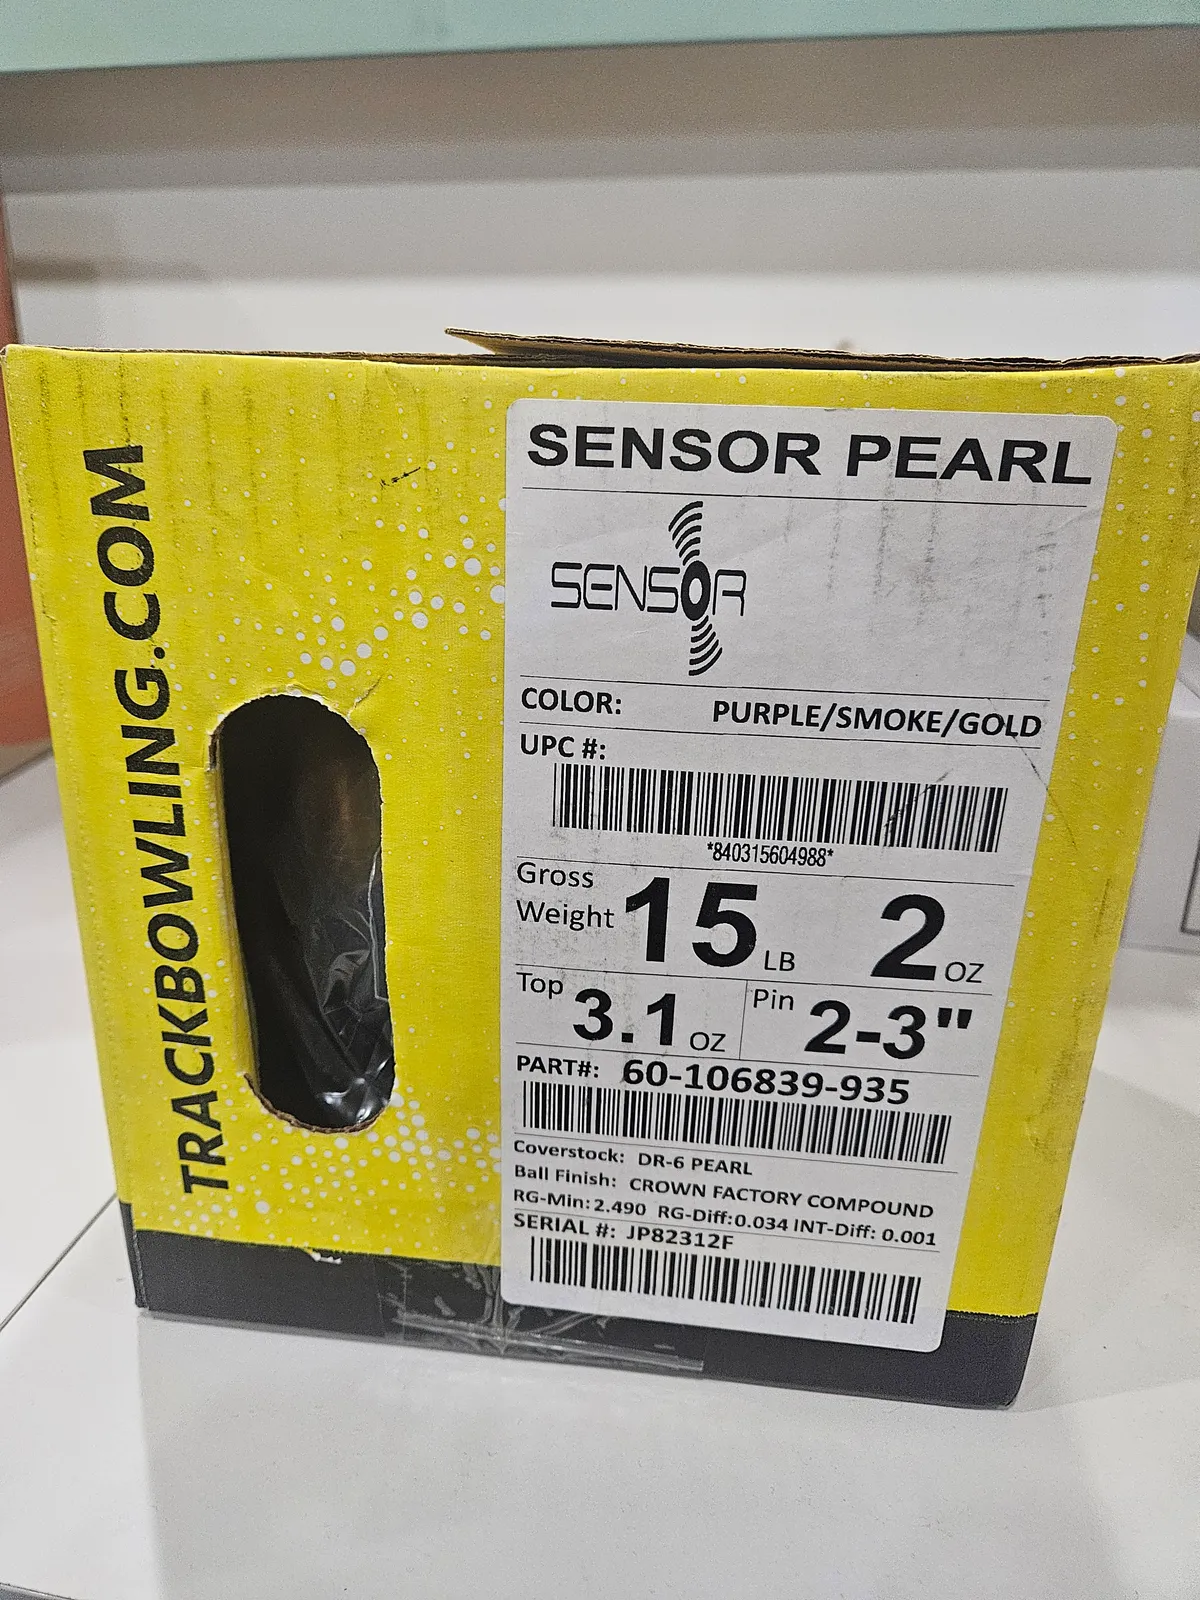 TRACKBOWLING.COM
SENSOR PEARL
SENSOR
COLOR: PURPLE/SMOKE/GOLD
UPC #:
*840315604988*
Gross Weight 15 LB 2 OZ
Top 3.1 OZ Pin 2-3"
PART#: 60-106839-935
Coverstock: DR-6 PEARL
Ball Finish: CROWN FACTORY COMPOUND
RG-Min: 2.490 RG-Diff: 0.034 INT-Diff: 0.001
SERIAL #: JP82312F